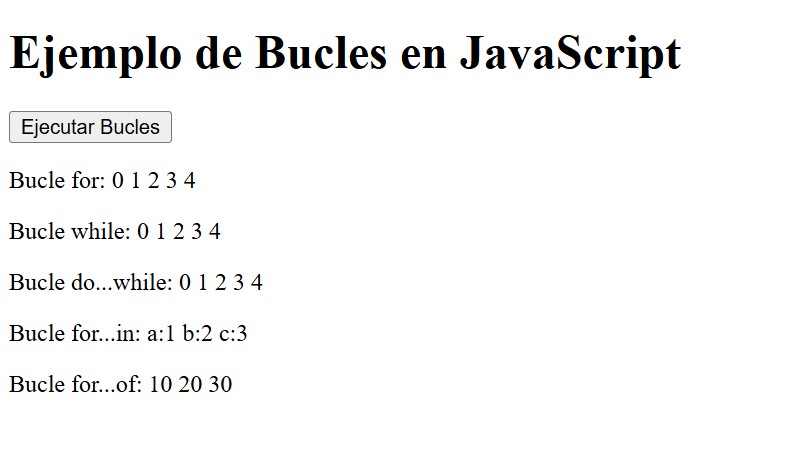 Ejemplo de Bucles en JavaScript
Ejecutar Bucles
Bucle for: 0 1 2 3 4
Bucle while: 0 1 2 3 4
Bucle do...while: 0 1 2 3 4
Bucle for...in: a:1 b:2 c:3
Bucle for...of: 10 20 30